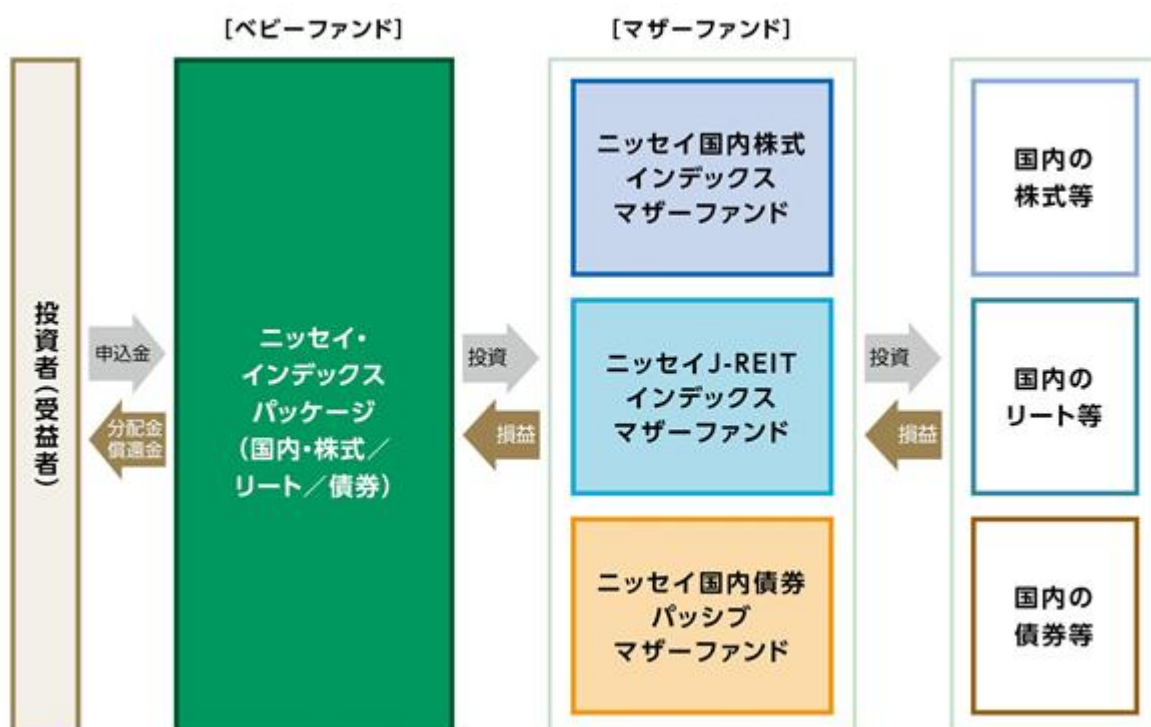 [ベビーファンド]
[マザーファンド]
投資者(受益者)
申込金
分配金
償還金
ニッセイ・
インデックス
パッケージ
(国内・株式／
リート／債券)
投資
損益
ニッセイ国内株式
インデックス
マザーファンド
ニッセイJ-REIT
インデックス
マザーファンド
ニッセイ国内債券
パッシブ
マザーファンド
投資
損益
国内の
株式等
国内の
リート等
国内の
債券等